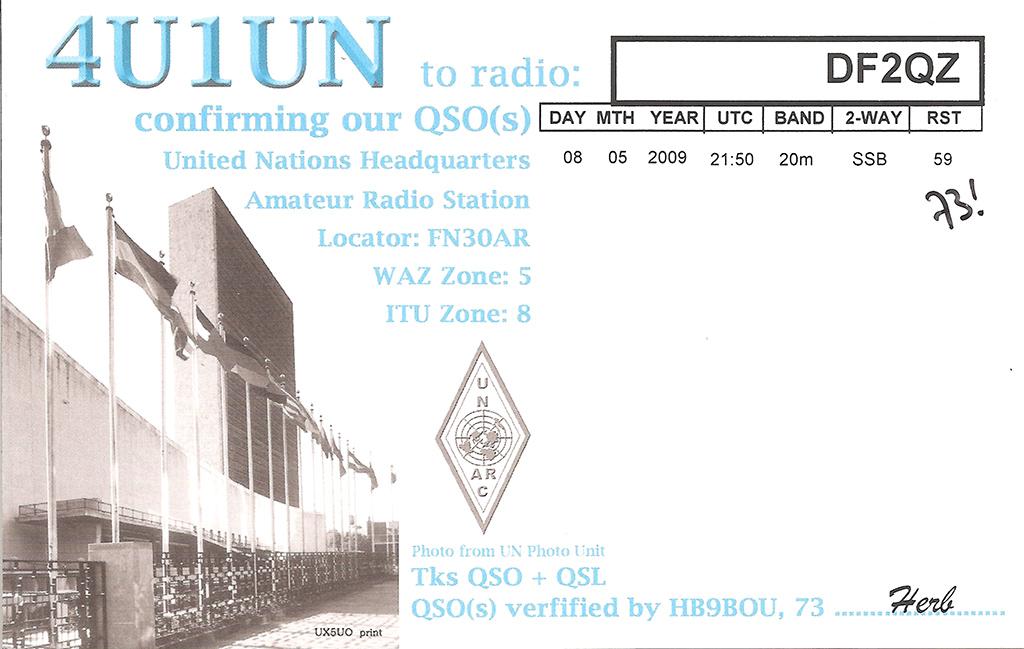 4U1UN to radio: DF2QZ
confirming our QSO(s)
DAY MTH YEAR UTC BAND 2-WAY RST
08 05 2009 21:50 20m SSB 59
73!
United Nations Headquarters
Amateur Radio Station
Locator: FN30AR
WAZ Zone: 5
ITU Zone: 8
U
N
AR
C
Photo from UN Photo Unit
Tks QSO + QSL
QSO(s) verfified by HB9BOU, 73 Herb
UX5UO print